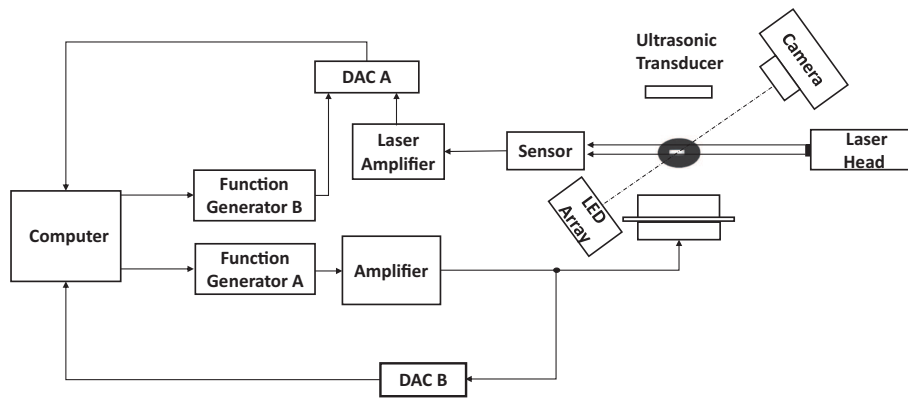 Ultrasonic
Transducer
Camera
DAC A
Laser
Amplifier
Sensor
Laser
Head
Function
Generator B
LED
Array
Computer
Function
Generator A
Amplifier
DAC B